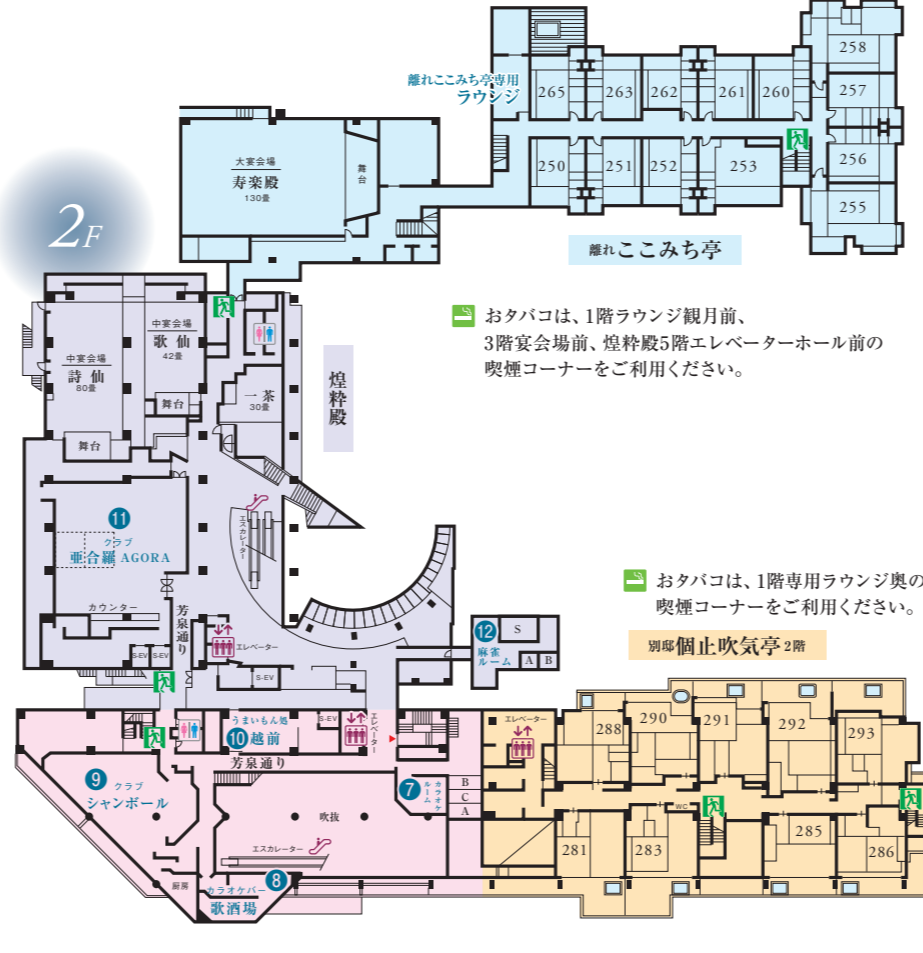 2F
離れここみち亭専用
ラウンジ
265
263
262
261
260
258
257
256
255
250
251
252
253
離れ ここみち亭
大宴会場
寿楽殿
130畳
舞台
おタバコは、1階ラウンジ観月前、
3階宴会場前、煌粋殿5階エレベーターホール前の
喫煙コーナーをご利用ください。
中宴会場
歌仙
42畳
舞台
中宴会場
詩仙
80畳
舞台
一茶
30畳
煌粋殿
エスカレーター
11
クラブ
亜合羅 AGORA
カウンター
芳泉通り
エレベーター
S-EV
S-EV
S-EV
12
麻雀
ルーム
S
A
B
おタバコは、1階専用ラウンジ奥の
喫煙コーナーをご利用ください。
別邸 個止吹気亭 2階
うまいもん処
10 越前
S-EV
エレベーター
芳泉通り
9
クラブ
シャンボール
7
カラオケ
ルーム
B
C
A
吹抜
エスカレーター
厨房
8
カラオケバー
歌酒場
エレベーター
288
290
291
292
293
WC
281
283
285
286